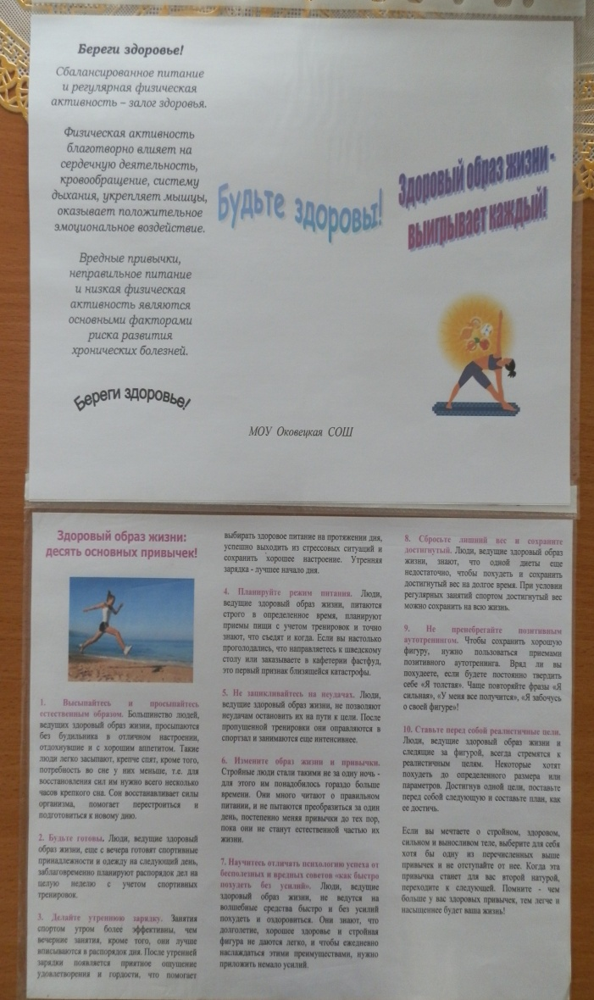 Береги здоровье!
Сбалансированное питание
и регулярная физическая
активность – залог здоровья.
Физическая активность
благотворно влияет на
сердечную деятельность,
кровообращение, систему
дыхания, укрепляет мышцы,
оказывает положительное
эмоциональное воздействие.
Вредные привычки,
неправильное питание
и низкая физическая
активность являются
основными факторами
риска развития
хронических болезней.
Береги здоровье!
Будьте здоровы!
МОУ Оковецкая СОШ
Здоровый образ жизни -
выигрывает каждый!
Здоровый образ жизни:
десять основных привычек!
1. Высыпайтесь и просыпайтесь
естественным образом. Большинство людей,
ведущих здоровый образ жизни, просыпаются
без будильника в отличном настроении,
отдохнувшие и с хорошим аппетитом. Такие
люди легко засыпают, крепче спят, кроме того,
потребность во сне у них меньше, т.е. для
восстановления сил им нужно всего несколько
часов крепкого сна. Сон восстанавливает силы
организма, помогает перестроиться и
подготовиться к новому дню.
2. Будьте готовы. Люди, ведущие здоровый
образ жизни, еще с вечера готовят спортивные
принадлежности и одежду на следующий день,
заблаговременно планируют распорядок дел на
целую неделю с учетом спортивных
тренировок.
3. Делайте утреннюю зарядку. Занятия
спортом утром более эффективны, чем
вечерние занятия, кроме того, они лучше
вписываются в распорядок дня. После утренней
зарядки появляется приятное ощущение
удовлетворения и гордости, что помогает
выбирать здоровое питание на протяжении дня,
успешно выходить из стрессовых ситуаций и
сохранить хорошее настроение. Утренняя
зарядка - лучшее начало дня.
4. Планируйте режим питания. Люди,
ведущие здоровый образ жизни, питаются
строго в определенное время, планируют
приемы пищи с учетом тренировок и точно
знают, что съедят и когда. Если вы настолько
проголодались, что направляетесь к шведскому
столу или заказываете в кафетерии фастфуд,
это первый признак близящейся катастрофы.
5. Не зацикливайтесь на неудачах. Люди,
ведущие здоровый образ жизни, не позволяют
неудачам остановить их на пути к цели. После
пропущенной тренировки они оправляются в
спортзал и занимаются еще интенсивнее.
6. Измените образ жизни и привычки.
Стройные люди стали такими не за одну ночь -
для этого им понадобилось гораздо больше
времени. Они много читают о правильном
питании, и не пытаются преобразиться за один
день, постепенно меняя привычки до тех пор,
пока они не станут естественной частью их
жизни.
7. Научитесь отличать психологию успеха от
бесполезных и вредных советов «как быстро
похудеть без усилий». Люди, ведущие
здоровый образ жизни, не ведутся на
волшебные средства быстро и без усилий
похудеть и оздоровиться. Они знают, что
долголетие, хорошее здоровье и стройная
фигура не даются легко, и чтобы ежедневно
наслаждаться этими преимуществами, нужно
приложить немало усилий.
8. Сбросьте лишний вес и сохраните
достигнутый. Люди, ведущие здоровый образ
жизни, знают, что одной диеты еще
недостаточно, чтобы похудеть и сохранить
достигнутый вес на долгое время. При условии
регулярных занятий спортом достигнутый вес
можно сохранить на всю жизнь.
9. Не пренебрегайте позитивным
аутотренингом. Чтобы сохранить хорошую
фигуру, нужно пользоваться приемами
позитивного аутотренинга. Вряд ли вы
похудеете, если будете постоянно твердить
себе «Я толстая». Чаще повторяйте фразы «Я
сильная», «У меня все получится», «Я забочусь
о своей фигуре»!
10. Ставьте перед собой реалистичные цели.
Люди, ведущие здоровый образ жизни и
следящие за фигурой, всегда стремятся к
реалистичным целям. Некоторые хотят
похудеть до определенного размера или
параметров. Достигнув одной цели, поставьте
перед собой следующую и составьте план, как
ее достичь.
Если вы мечтаете о стройном, здоровом,
сильном и выносливом теле, выберите для себя
хотя бы одну из перечисленных выше
привычек и не отступайте от нее. Когда эта
привычка станет для вас второй натурой,
переходите к следующей. Помните - чем
больше у вас здоровых привычек, тем легче и
насыщеннее будет ваша жизнь!